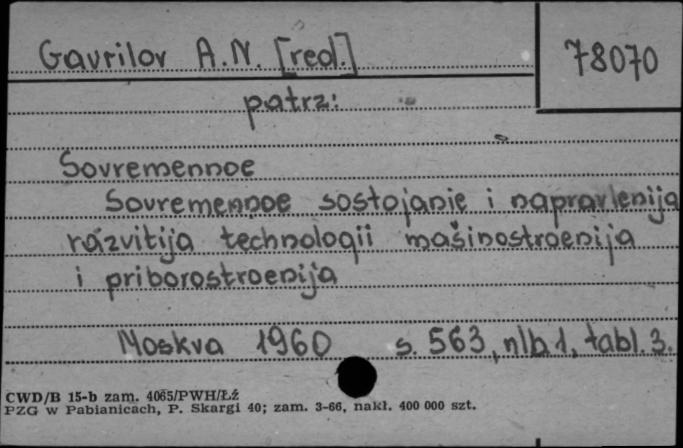 Gavrilov A.N. [red.]
78070
patrz:
Sovremennoe
Sovremennoe sostojanie i napravlenija
razvitija technologii mašinostroenija
i priborostroenija
Moskva 1960 s. 563, nlb 1, tabl. 3.
CWD/B 15-b zam. 4065/PWH/Łź
PZG w Pabianicach, P. Skargi 40; zam. 3-66, nakł. 400 000 szt.